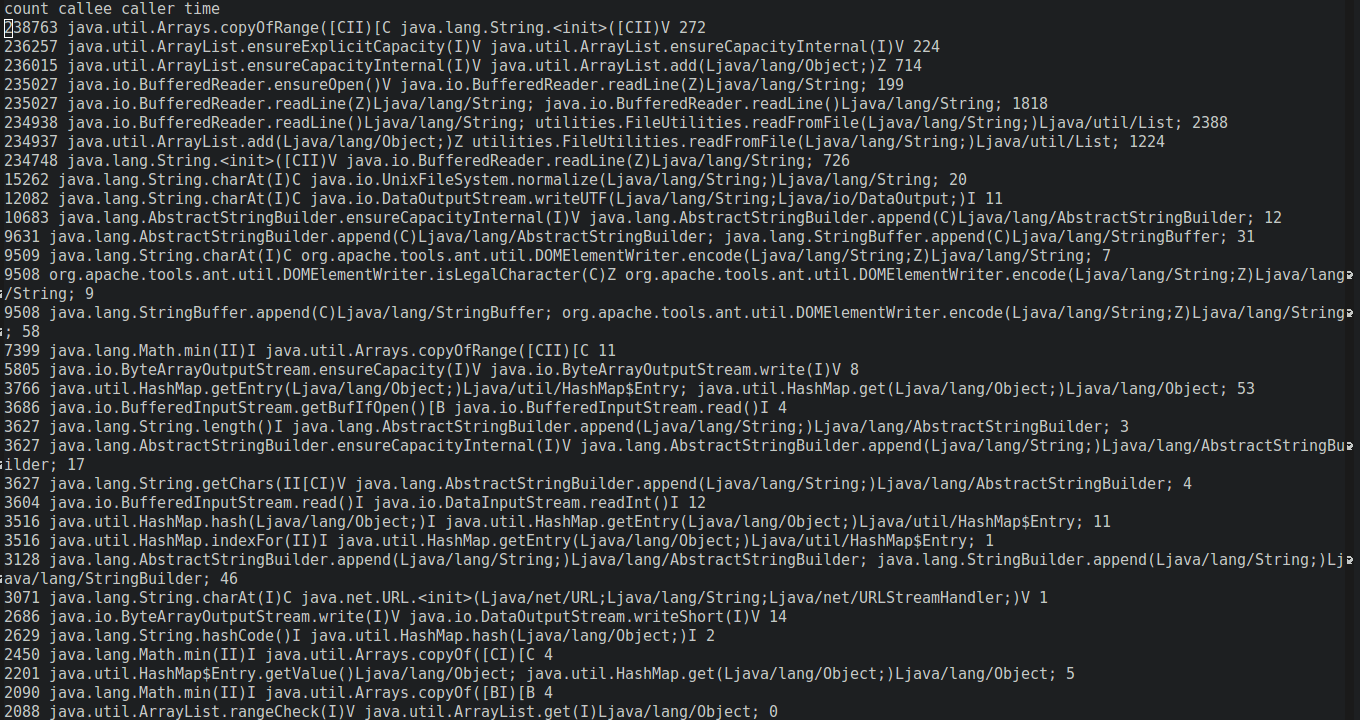 count callee caller time
238763 java.util.Arrays.copyOfRange([CII)[C java.lang.String.<init>([CII)V 272
236257 java.util.ArrayList.ensureExplicitCapacity(I)V java.util.ArrayList.ensureCapacityInternal(I)V 224
236015 java.util.ArrayList.ensureCapacityInternal(I)V java.util.ArrayList.add(Ljava/lang/Object;)Z 714
235027 java.io.BufferedReader.ensureOpen()V java.io.BufferedReader.readLine(Z)Ljava/lang/String; 199
235027 java.io.BufferedReader.readLine(Z)Ljava/lang/String; java.io.BufferedReader.readLine()Ljava/lang/String; 1818
234938 java.io.BufferedReader.readLine()Ljava/lang/String; utilities.FileUtilities.readFromFile(Ljava/lang/String;)Ljava/util/List; 2388
234937 java.util.ArrayList.add(Ljava/lang/Object;)Z utilities.FileUtilities.readFromFile(Ljava/lang/String;)Ljava/util/List; 1224
234748 java.lang.String.<init>([CII)V java.io.BufferedReader.readLine(Z)Ljava/lang/String; 726
15262 java.lang.String.charAt(I)C java.io.UnixFileSystem.normalize(Ljava/lang/String;)Ljava/lang/String; 20
12082 java.lang.String.charAt(I)C java.io.DataOutputStream.writeUTF(Ljava/lang/String;Ljava/io/DataOutput;)I 11
10683 java.lang.AbstractStringBuilder.ensureCapacityInternal(I)V java.lang.AbstractStringBuilder.append(C)Ljava/lang/AbstractStringBuilder; 12
9631 java.lang.AbstractStringBuilder.append(C)Ljava/lang/AbstractStringBuilder; java.lang.StringBuffer.append(C)Ljava/lang/StringBuffer; 31
9509 java.lang.String.charAt(I)C org.apache.tools.ant.util.DOMElementWriter.encode(Ljava/lang/String;Z)Ljava/lang/String; 7
9508 org.apache.tools.ant.util.DOMElementWriter.isLegalCharacter(C)Z org.apache.tools.ant.util.DOMElementWriter.encode(Ljava/lang/String;Z)Ljava/lang
/String; 9
9508 java.lang.StringBuffer.append(C)Ljava/lang/StringBuffer; org.apache.tools.ant.util.DOMElementWriter.encode(Ljava/lang/String;Z)Ljava/lang/String
; 58
7399 java.lang.Math.min(II)I java.util.Arrays.copyOfRange([CII)[C 11
5805 java.io.ByteArrayOutputStream.ensureCapacity(I)V java.io.ByteArrayOutputStream.write(I)V 8
3766 java.util.HashMap.getEntry(Ljava/lang/Object;)Ljava/util/HashMap$Entry; java.util.HashMap.get(Ljava/lang/Object;)Ljava/lang/Object; 53
3686 java.io.BufferedInputStream.getBufIfOpen()[B java.io.BufferedInputStream.read()I 4
3627 java.lang.String.length()I java.lang.AbstractStringBuilder.append(Ljava/lang/String;)Ljava/lang/AbstractStringBuilder; 3
3627 java.lang.AbstractStringBuilder.ensureCapacityInternal(I)V java.lang.AbstractStringBuilder.append(Ljava/lang/String;)Ljava/lang/AbstractStringBu
ilder; 17
3627 java.lang.String.getChars(II[CI)V java.lang.AbstractStringBuilder.append(Ljava/lang/String;)Ljava/lang/AbstractStringBuilder; 4
3604 java.io.BufferedInputStream.read()I java.io.DataInputStream.readInt()I 12
3516 java.util.HashMap.hash(Ljava/lang/Object;)I java.util.HashMap.getEntry(Ljava/lang/Object;)Ljava/util/HashMap$Entry; 11
3516 java.util.HashMap.indexFor(II)I java.util.HashMap.getEntry(Ljava/lang/Object;)Ljava/util/HashMap$Entry; 1
3128 java.lang.AbstractStringBuilder.append(Ljava/lang/String;)Ljava/lang/AbstractStringBuilder; java.lang.StringBuilder.append(Ljava/lang/String;)Lj
ava/lang/StringBuilder; 46
3071 java.lang.String.charAt(I)C java.net.URL.<init>(Ljava/net/URL;Ljava/lang/String;Ljava/net/URLStreamHandler;)V 1
2686 java.io.ByteArrayOutputStream.write(I)V java.io.DataOutputStream.writeShort(I)V 14
2629 java.lang.String.hashCode()I java.util.HashMap.hash(Ljava/lang/Object;)I 2
2450 java.lang.Math.min(II)I java.util.Arrays.copyOf([CI)[C 4
2201 java.util.HashMap$Entry.getValue()Ljava/lang/Object; java.util.HashMap.get(Ljava/lang/Object;)Ljava/lang/Object; 5
2090 java.lang.Math.min(II)I java.util.Arrays.copyOf([BI)[B 4
2088 java.util.ArrayList.rangeCheck(I)V java.util.ArrayList.get(I)Ljava/lang/Object; 0